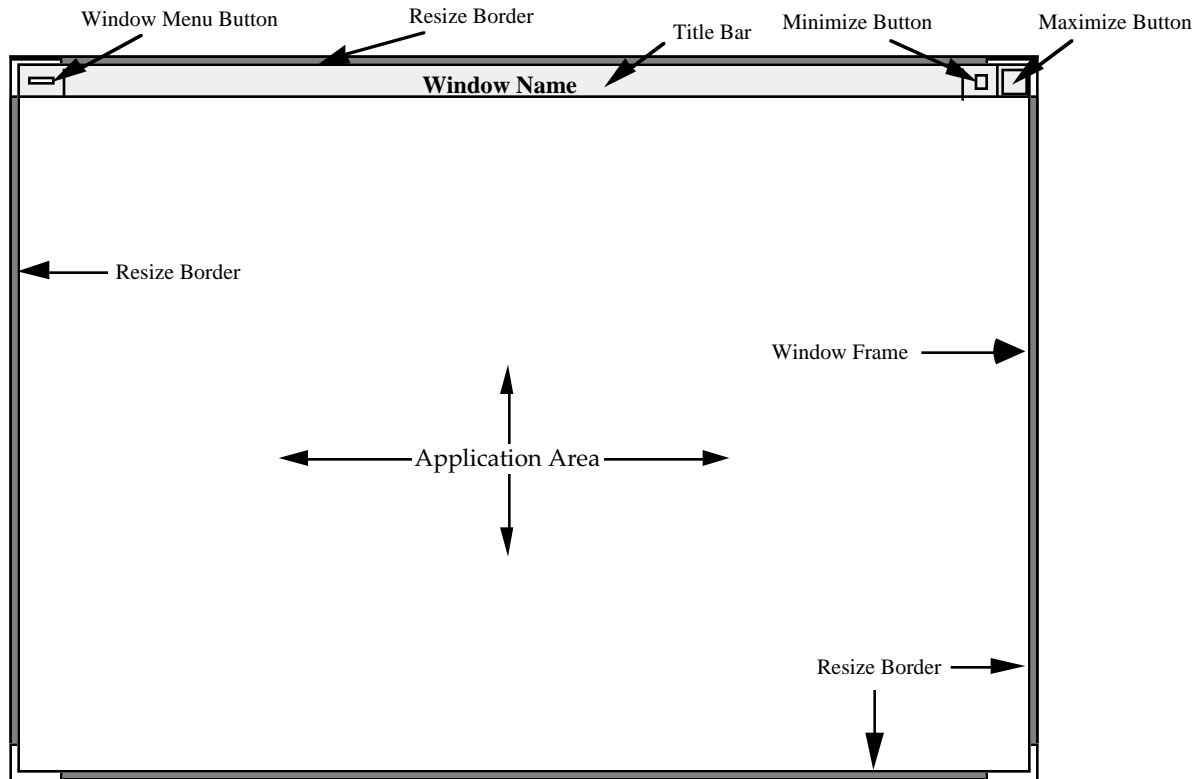 Window Menu Button
Resize Border
Title Bar
Minimize Button
Maximize Button
Window Name
Resize Border
Window Frame
Application Area
Resize Border